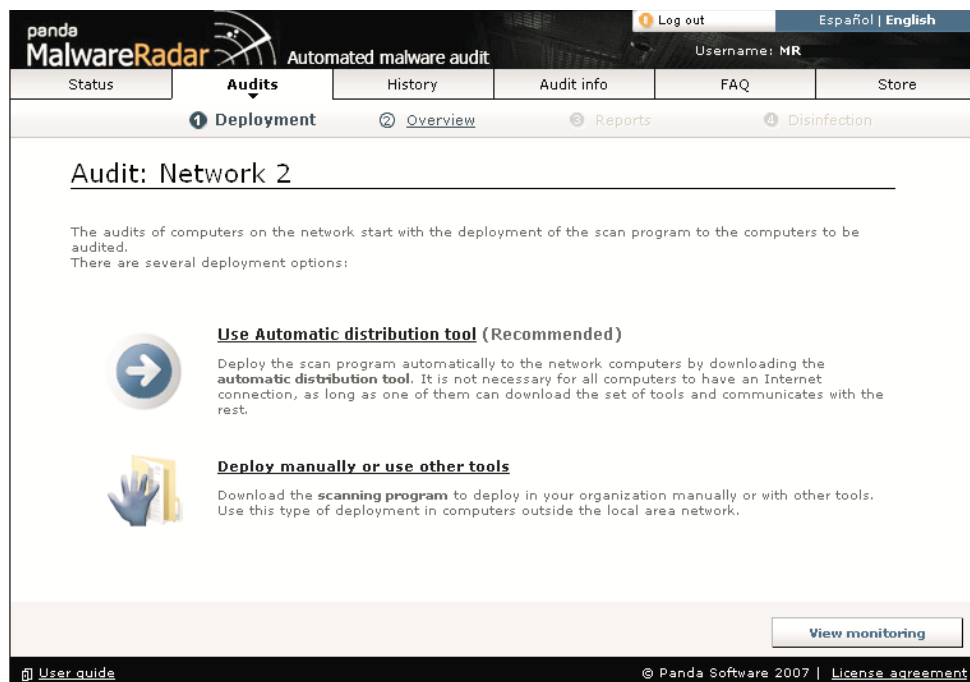 panda
MalwareRadar
Automated malware audit
Log out
Español | English
Username: MR
Status
Audits
History
Audit info
FAQ
Store
1 Deployment
2 Overview
3 Reports
4 Disinfection
Audit: Network 2
The audits of computers on the network start with the deployment of the scan program to the computers to be
audited.
There are several deployment options:
Use Automatic distribution tool (Recommended)
Deploy the scan program automatically to the network computers by downloading the
automatic distribution tool. It is not necessary for all computers to have an Internet
connection, as long as one of them can download the set of tools and communicates with the
rest.
Deploy manually or use other tools
Download the scanning program to deploy in your organization manually or with other tools.
Use this type of deployment in computers outside the local area network.
View monitoring
User guide
© Panda Software 2007 | License agreement